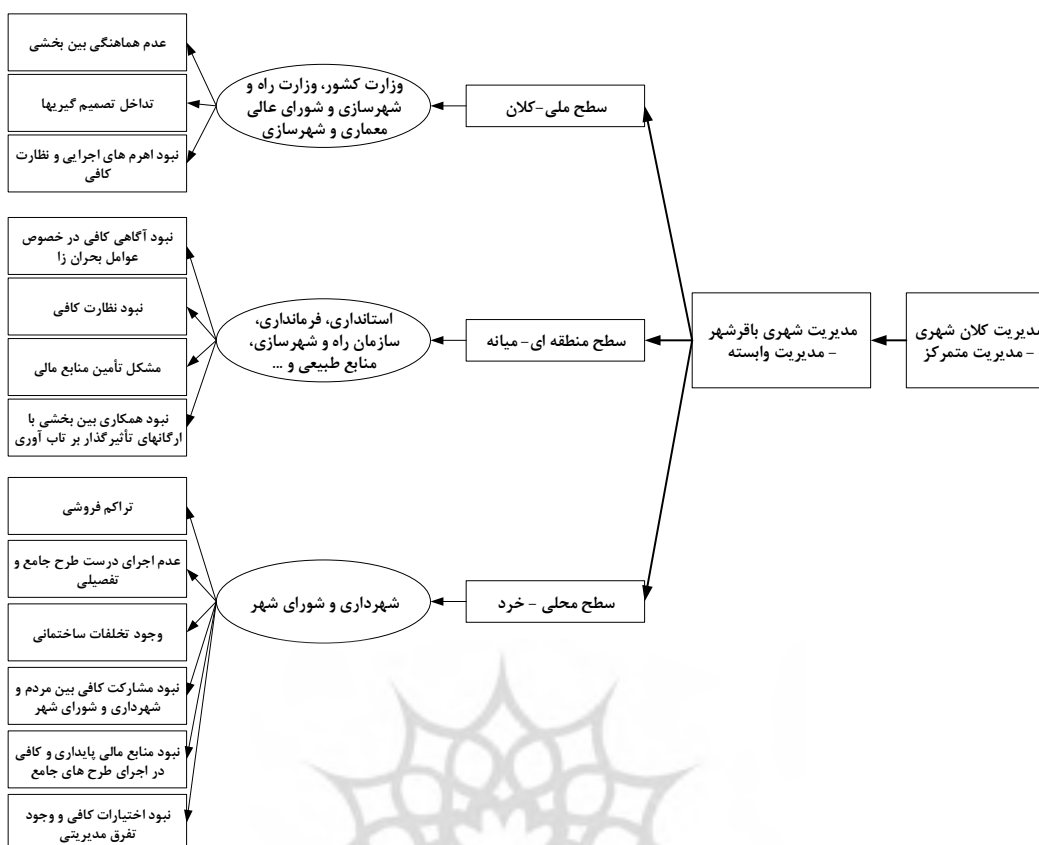 مدیریت کلان شهری
- مدیریت متمرکز
مدیریت شهری باقرشهر
- مدیریت وابسته
سطح ملی-کلان
وزارت کشور، وزارت راه و
شهرسازی و شورای عالی
معماری و شهرسازی
عدم هماهنگی بین بخشی
تداخل تصمیم گیریها
نبود اهرم های اجرایی و نظارت
کافی
سطح منطقه ای- میانه
استانداری، فرمانداری،
سازمان راه و شهرسازی،
منابع طبیعی و ...
نبود آگاهی کافی در خصوص
عوامل بحران زا
نبود نظارت کافی
مشکل تأمین منابع مالی
نبود همکاری بین بخشی با
ارگانهای تأثیرگذار بر تاب آوری
سطح محلی - خرد
شهرداری و شورای شهر
تراکم فروشی
عدم اجرای درست طرح جامع و
تفصیلی
وجود تخلفات ساختمانی
نبود مشارکت کافی بین مردم و
شهرداری و شورای شهر
نبود منابع مالی پایداری و کافی
در اجرای طرح های جامع
نبود اختیارات کافی و وجود
تفرق مدیریتی